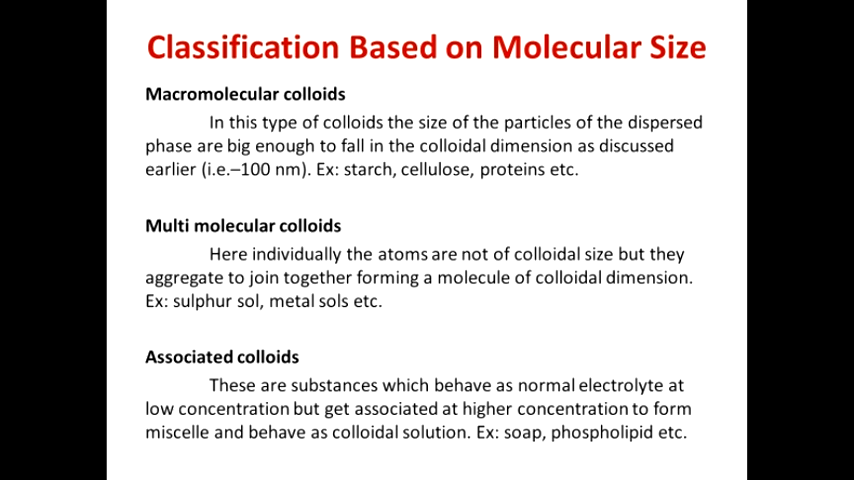 Classification Based on Molecular Size
Macromolecular colloids
In this type of colloids the size of the particles of the dispersed
phase are big enough to fall in the colloidal dimension as discussed
earlier (i.e.–100 nm). Ex: starch, cellulose, proteins etc.
Multi molecular colloids
Here individually the atoms are not of colloidal size but they
aggregate to join together forming a molecule of colloidal dimension.
Ex: sulphur sol, metal sols etc.
Associated colloids
These are substances which behave as normal electrolyte at
low concentration but get associated at higher concentration to form
miscelle and behave as colloidal solution. Ex: soap, phospholipid etc.